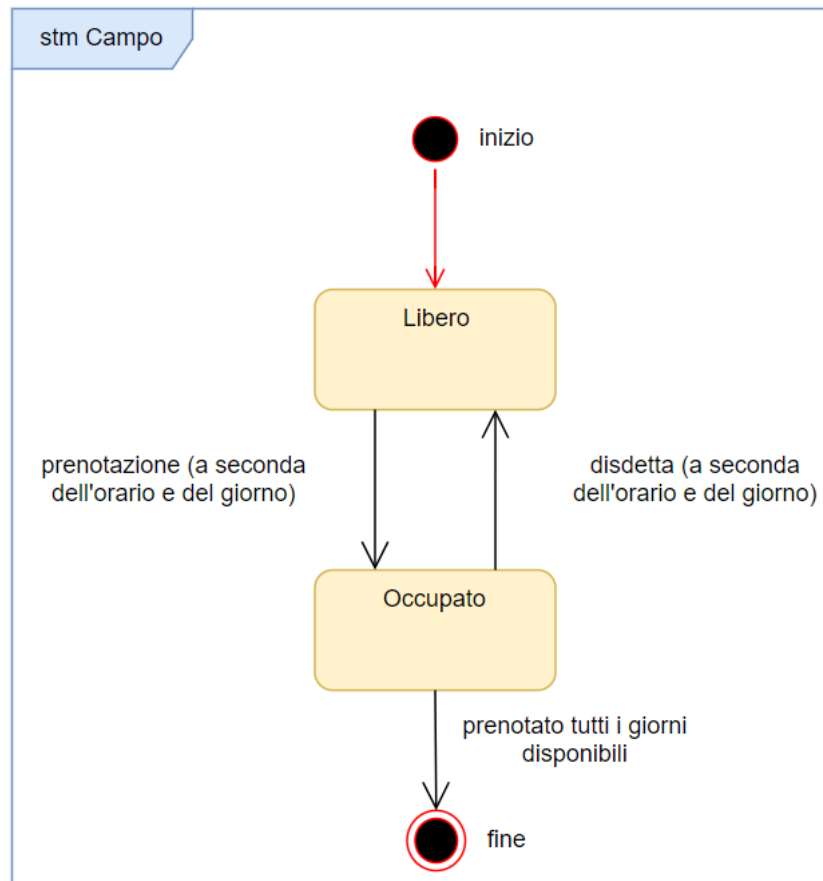 stm Campo
inizio
Libero
prenotazione (a seconda
dell'orario e del giorno)
disdetta (a seconda
dell'orario e del giorno)
Occupato
prenotato tutti i giorni
disponibili
fine